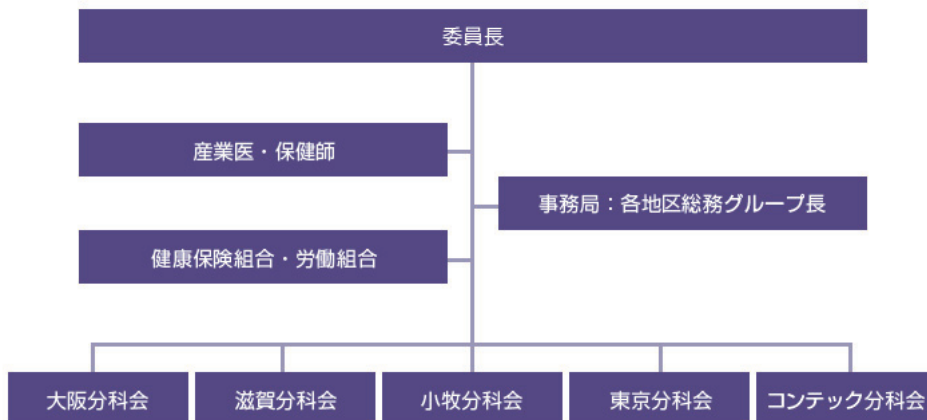 委員長
産業医・保健師
事務局：各地区総務グループ長
健康保険組合・労働組合
大阪分科会
滋賀分科会
小牧分科会
東京分科会
コンテック分科会